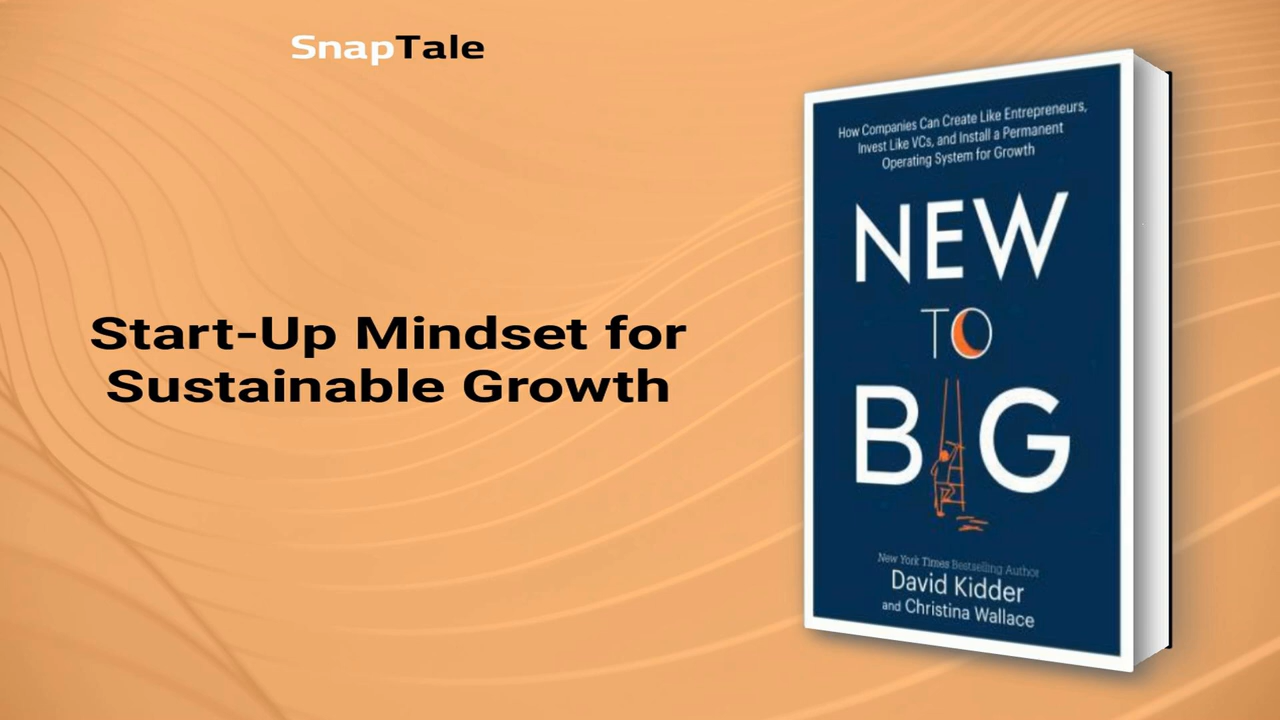 SnapTale
Start-Up Mindset for
Sustainable Growth
How Companies Can Create Like Entrepreneurs,
Invest Like VCs, and Install a Permanent
Operating System for Growth
NEW
TO
BIG
New York Times Bestselling Author
David Kidder
and Christina Wallace